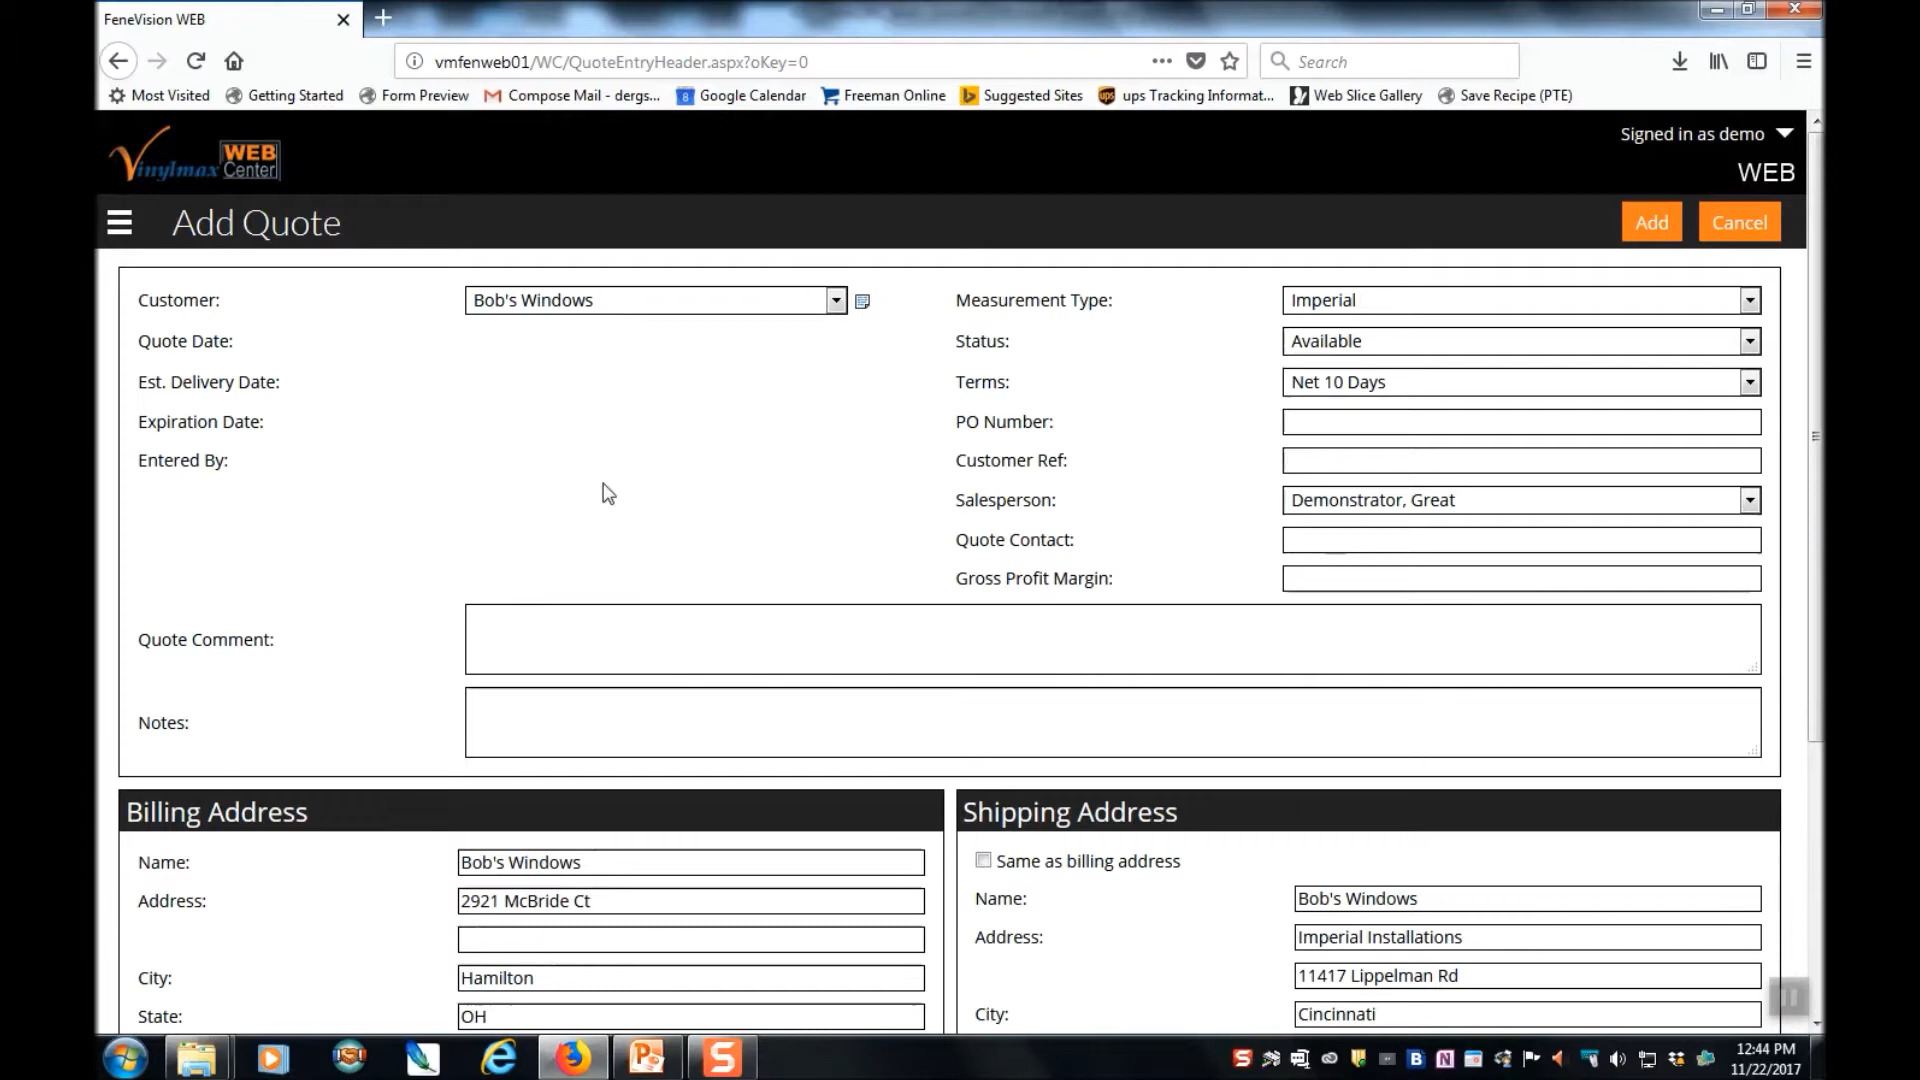 FeneVision WEB
vmfenweb01/WC/QuoteEntryHeader.aspx?oKey=0
Search
Most Visited
Getting Started
Form Preview
Compose Mail - dergs...
Google Calendar
Freeman Online
Suggested Sites
ups Tracking Informat...
Web Slice Gallery
Save Recipe (PTE)
Vinylmax WEB Center
Signed in as demo
WEB
Add Quote
Add
Cancel
Customer: Bob's Windows
Measurement Type: Imperial
Quote Date:
Status: Available
Est. Delivery Date:
Terms: Net 10 Days
Expiration Date:
PO Number:
Entered By:
Customer Ref:
Salesperson: Demonstrator, Great
Quote Contact:
Gross Profit Margin:
Quote Comment:
Notes:
Billing Address
Name: Bob's Windows
Address: 2921 McBride Ct
City: Hamilton
State: OH
Shipping Address
Same as billing address
Name: Bob's Windows
Address: Imperial Installations
11417 Lippelman Rd
City: Cincinnati
12:44 PM
11/22/2017